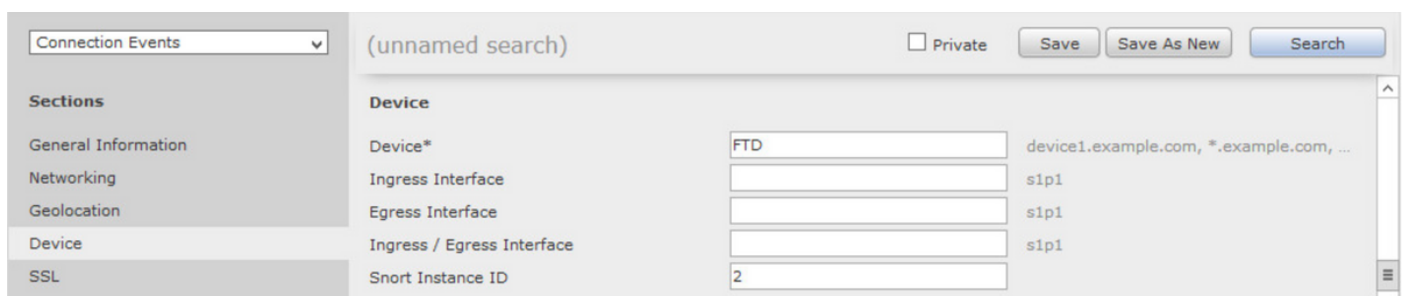 Connection Events
(unnamed search)
Private
Save
Save As New
Search
Sections
General Information
Networking
Geolocation
Device
SSL
Device
Device* FTD device1.example.com, *.example.com, ...
Ingress Interface s1p1
Egress Interface s1p1
Ingress / Egress Interface s1p1
Snort Instance ID 2